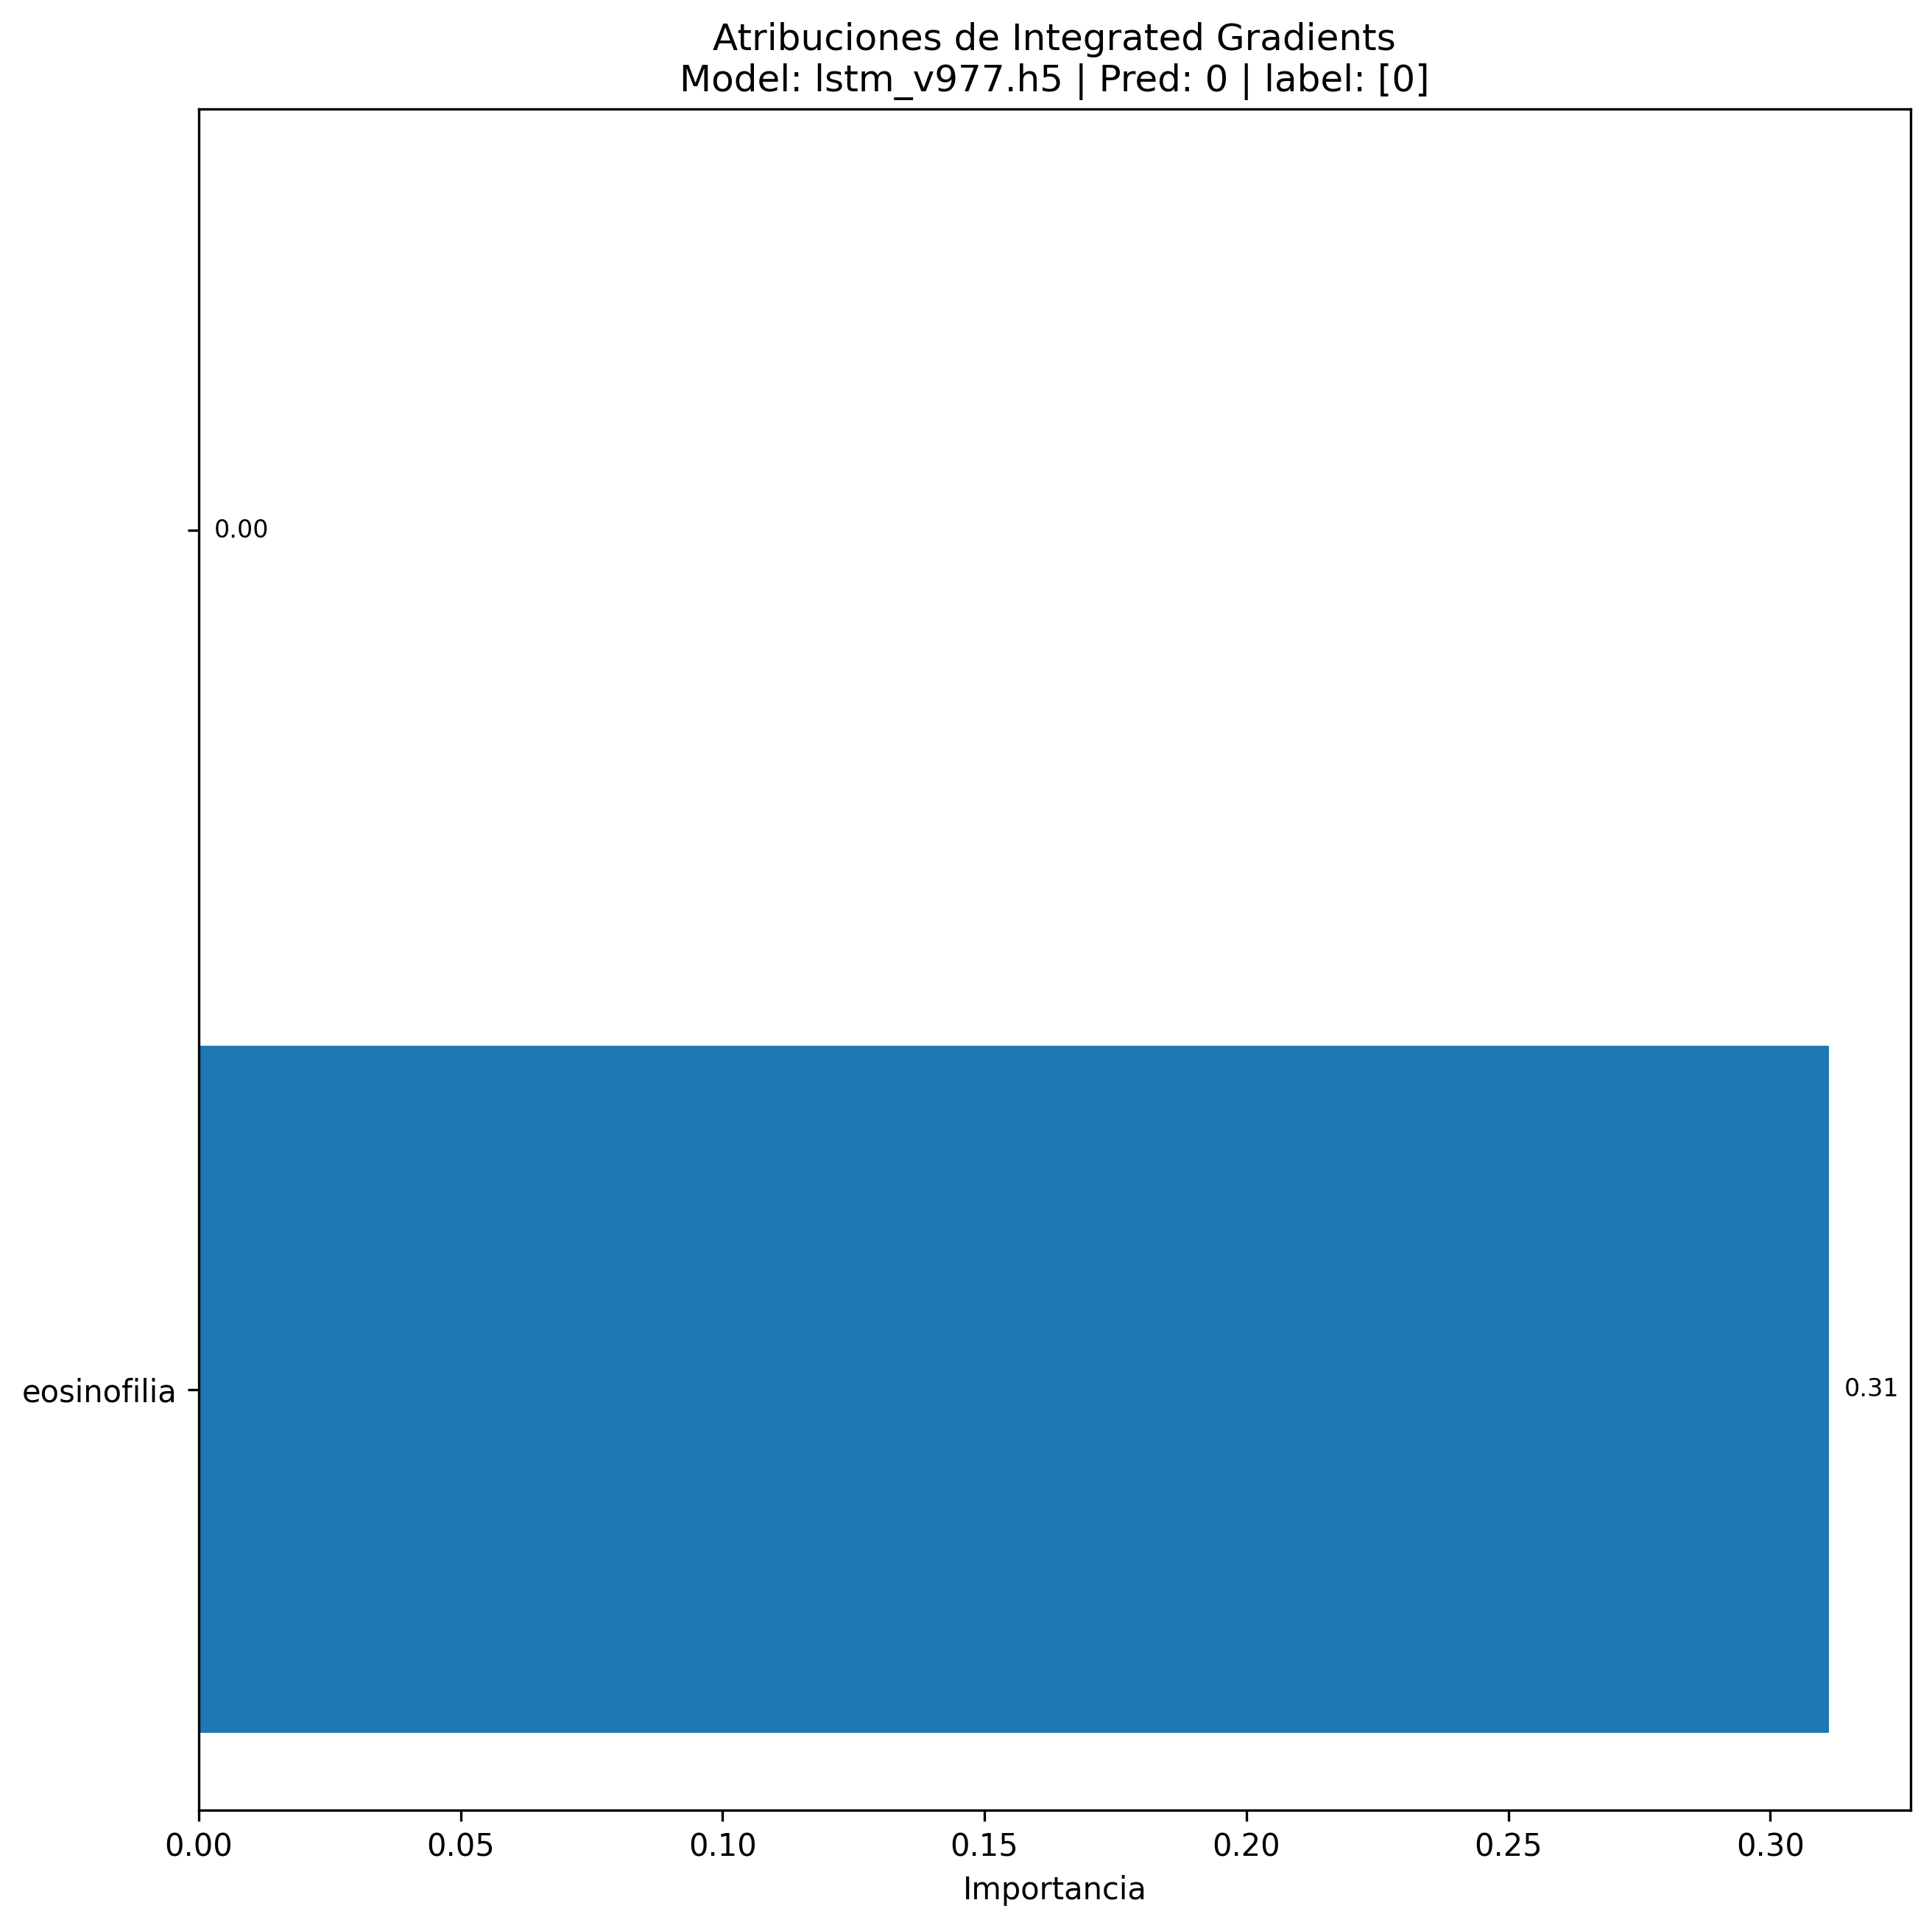 Atribuciones de Integrated Gradients
Model: lstm_v977.h5 | Pred: 0 | label: [0]
0.00
eosinofilia
0.31
0.00 0.05 0.10 0.15 0.20 0.25 0.30
Importancia